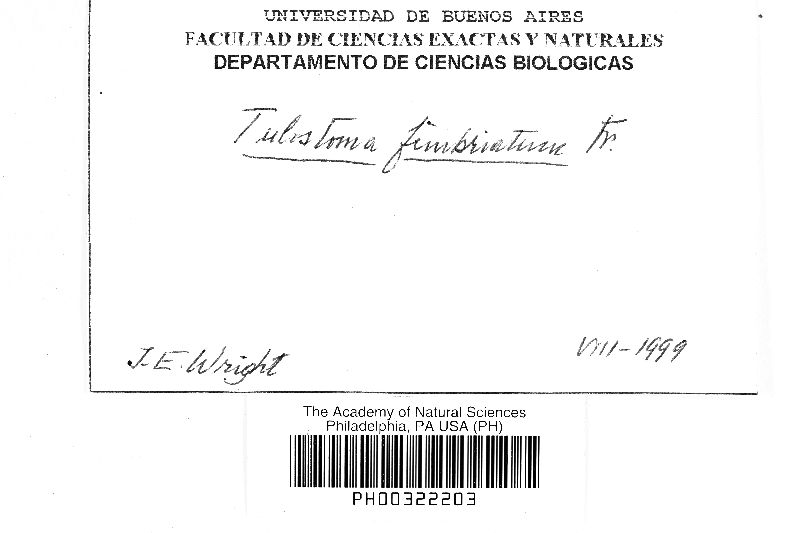 UNIVERSIDAD DE BUENOS AIRES
FACULTAD DE CIENCIAS EXACTAS Y NATURALES
DEPARTAMENTO DE CIENCIAS BIOLOGICAS
Tulostoma fimbriatum Fr.
J.E. Wright VIII-1999
The Academy of Natural Sciences
Philadelphia, PA USA (PH)
PH00322203